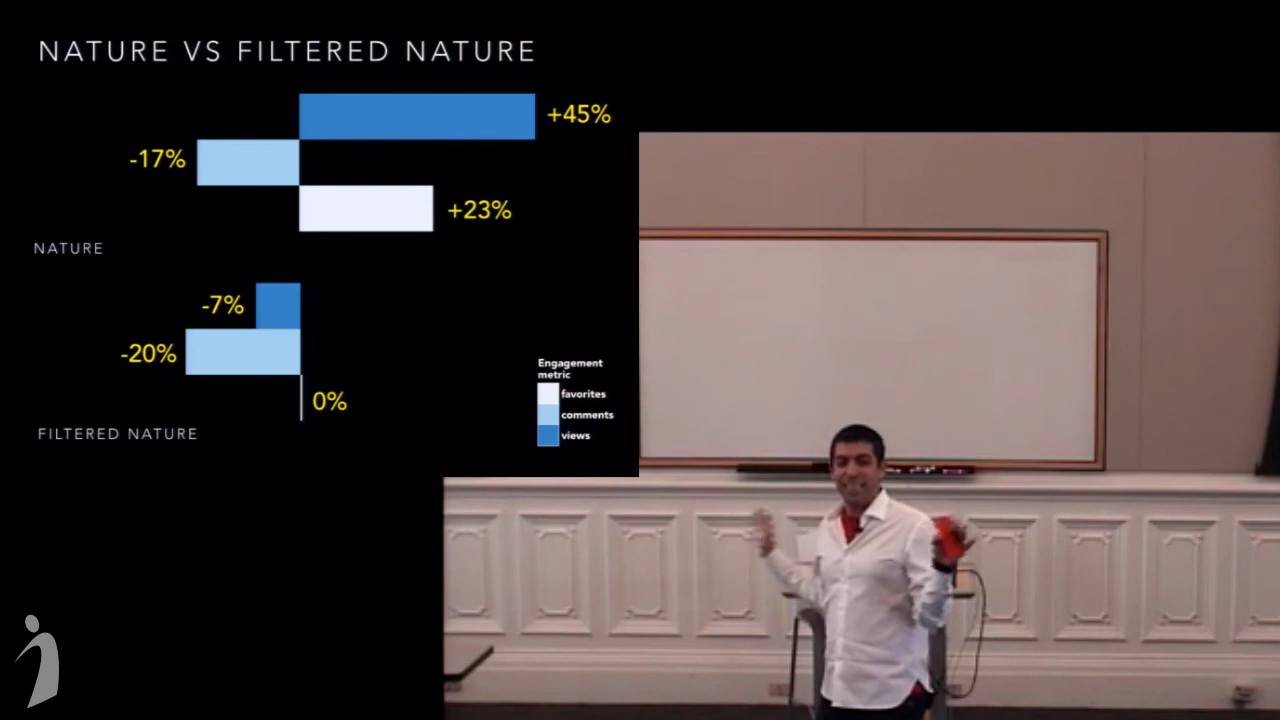 NATURE VS FILTERED NATURE
+45%
-17%
+23%
NATURE
-7%
-20%
0%
FILTERED NATURE
Engagement
metric
favorites
comments
views